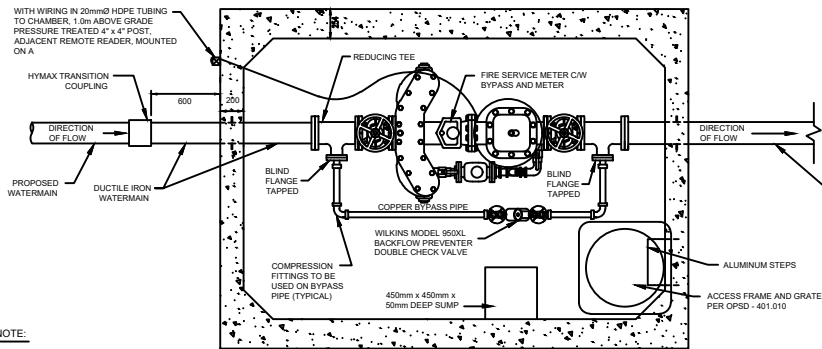 WITH WIRING IN 20mmØ HDPE TUBING
TO CHAMBER, 1.0m ABOVE GRADE
PRESSURE TREATED 4" x 4" POST,
ADJACENT REMOTE READER, MOUNTED
ON A
254
HYMAX TRANSITION
COUPLING
600
200
REDUCING TEE
FIRE SERVICE METER C/W
BYPASS AND METER
DIRECTION
OF FLOW
DIRECTION
OF FLOW
PROPOSED
WATERMAIN
DUCTILE IRON
WATERMAIN
BLIND
FLANGE
TAPPED
BLIND
FLANGE
TAPPED
COPPER BYPASS PIPE
WILKINS MODEL 950XL
BACKFLOW PREVENTER
DOUBLE CHECK VALVE
COMPRESSION
FITTINGS TO BE
USED ON BYPASS
PIPE (TYPICAL)
450mm x 450mm x
50mm DEEP SUMP
ALUMINUM STEPS
ACCESS FRAME AND GRATE
PER OPSD - 401.010
NOTE: